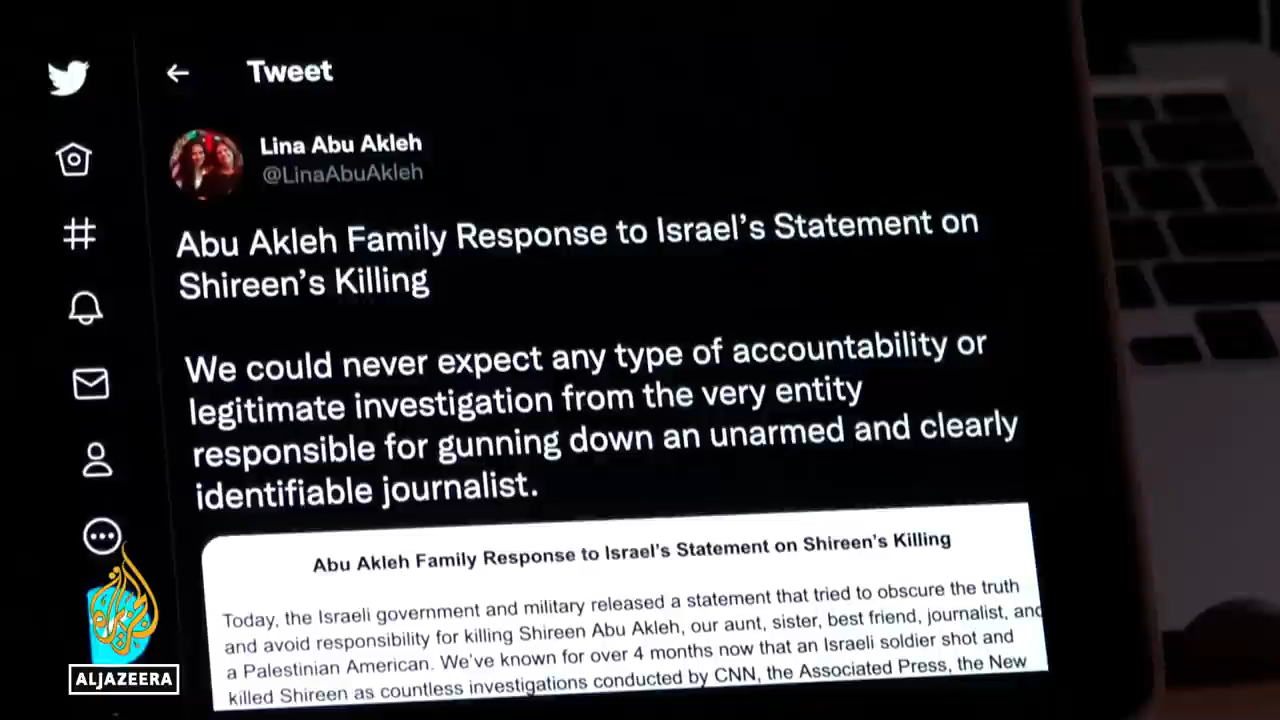 Tweet
Lina Abu Akleh
@LinaAbuAkleh
Abu Akleh Family Response to Israel's Statement on
Shireen's Killing
We could never expect any type of accountability or
legitimate investigation from the very entity
responsible for gunning down an unarmed and clearly
identifiable journalist.
Abu Akleh Family Response to Israel's Statement on Shireen's Killing
Today, the Israeli government and military released a statement that tried to obscure the truth
and avoid responsibility for killing Shireen Abu Akleh, our aunt, sister, best friend, journalist, and
a Palestinian American. We've known for over 4 months now that an Israeli soldier shot and
killed Shireen as countless investigations conducted by CNN, the Associated Press, the New
ALJAZEERA